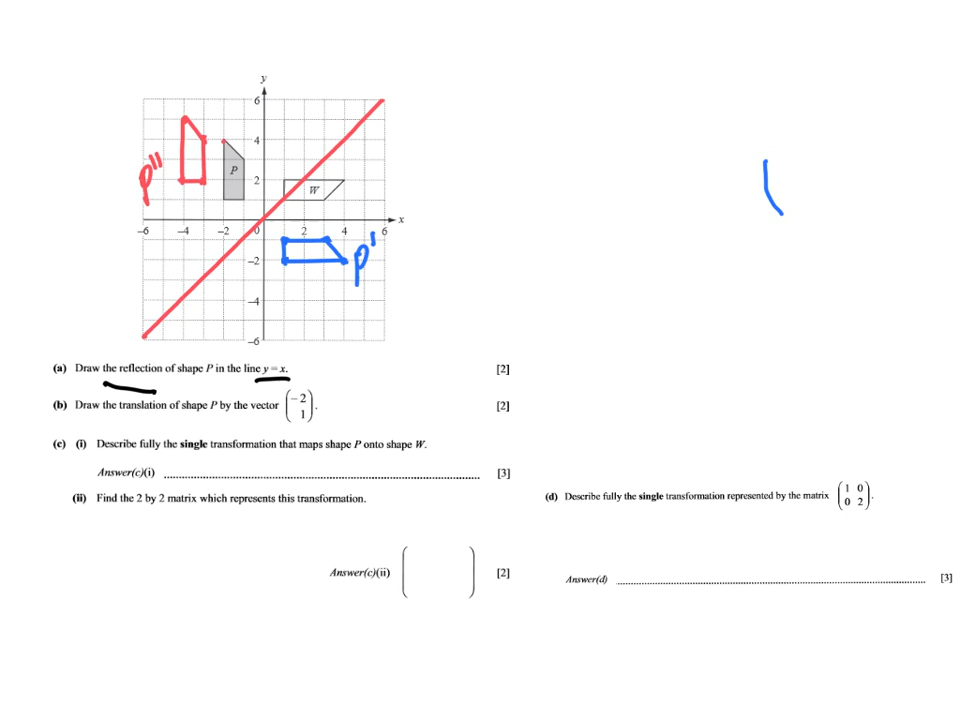 y
6
4
2
P
W
P''
-6 -4 -2 0 2 4 6 x
-2
-4
-6
P'
(a) Draw the reflection of shape P in the line y = x. [2]
(b) Draw the translation of shape P by the vector (-2 1). [2]
(c) (i) Describe fully the single transformation that maps shape P onto shape W.
Answer(c)(i) [3]
(ii) Find the 2 by 2 matrix which represents this transformation.
Answer(c)(ii) ( ) [2]
(d) Describe fully the single transformation represented by the matrix (1 0 0 2).
Answer(d) [3]